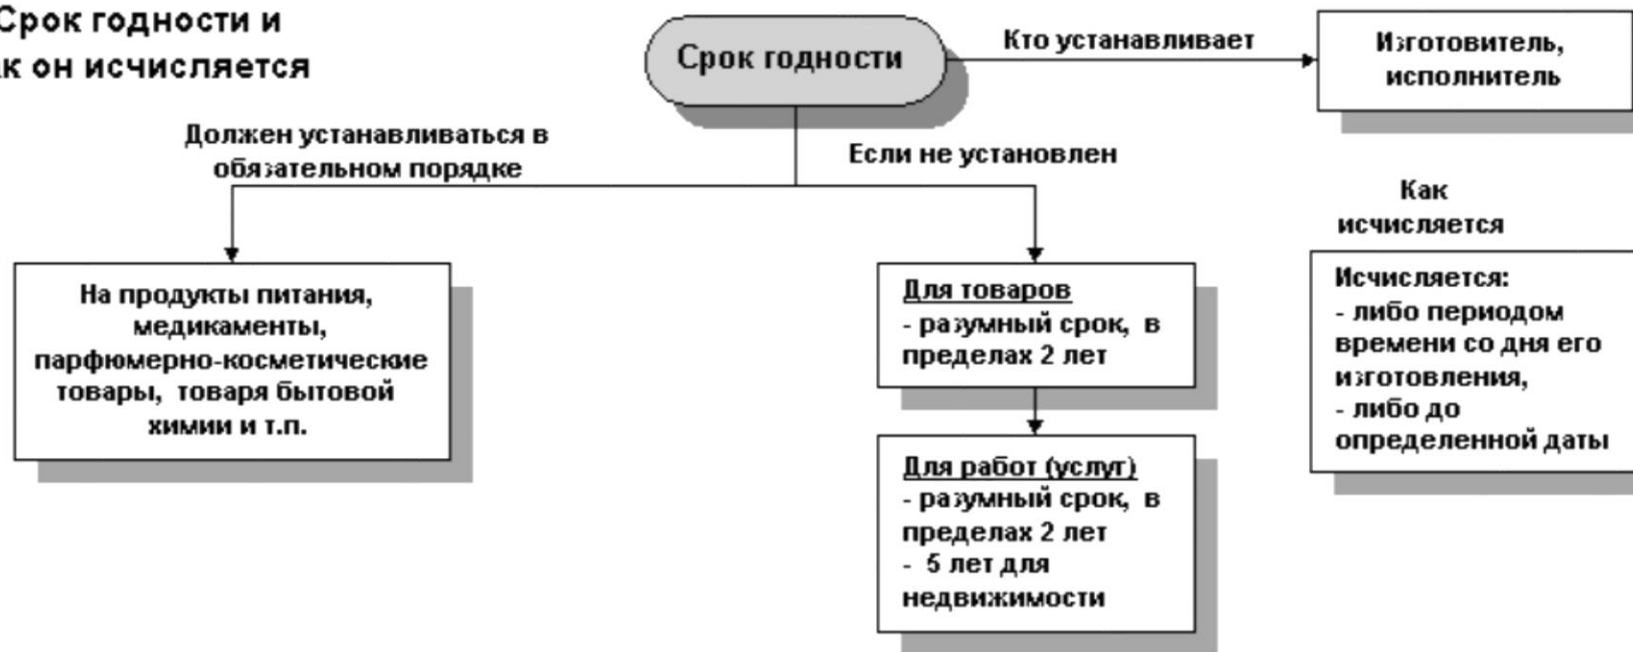 Срок годности и
к он исчисляется
Срок годности
Кто устанавливает
Изготовитель,
исполнитель
Должен устанавливаться в
обязательном порядке
Если не установлен
Как
исчисляется
На продукты питания,
медикаменты,
парфюмерно-косметические
товары, товаря бытовой
химии и т.п.
Для товаров
- разумный срок, в
пределах 2 лет
Для работ (услуг)
- разумный срок, в
пределах 2 лет
- 5 лет для
недвижимости
Исчисляется:
- либо периодом
времени со дня его
изготовления,
- либо до
определенной даты